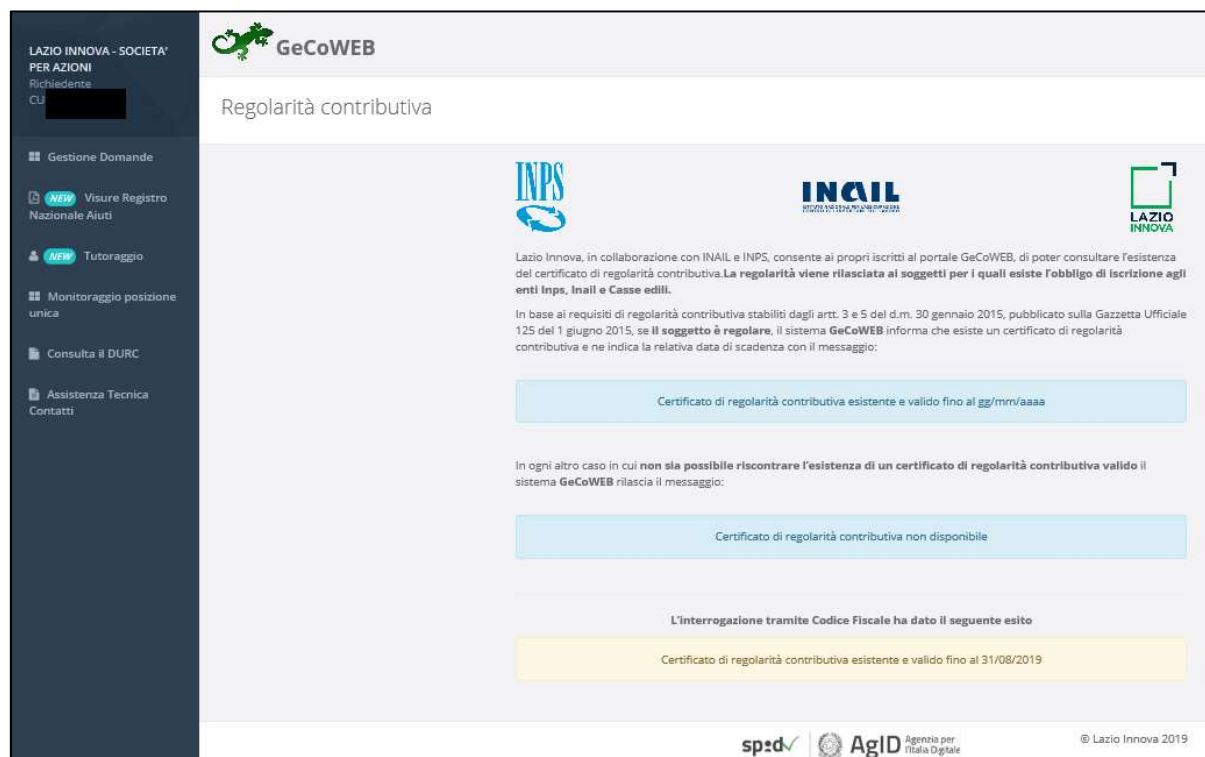 LAZIO INNOVA - SOCIETA'
PER AZIONI
Richiedente
CU
Gestione Domande
NEW Visure Registro
Nazionale Aiuti
NEW Tutoraggio
Monitoraggio posizione
unica
Consulta il DURC
Assistenza Tecnica
Contatti
GeCoWEB
Regolarità contributiva
INPS
INAIL
LAZIO
INNOVA
Lazio Innova, in collaborazione con INAIL e INPS, consente ai propri iscritti al portale GeCoWEB, di poter consultare l'esistenza
del certificato di regolarità contributiva.La regolarità viene rilasciata ai soggetti per i quali esiste l'obbligo di iscrizione agli
enti Inps, Inail e Casse edili.
In base ai requisiti di regolarità contributiva stabiliti dagli artt. 3 e 5 del d.m. 30 gennaio 2015, pubblicato sulla Gazzetta Ufficiale
125 del 1 giugno 2015, se il soggetto è regolare, il sistema GeCoWEB informa che esiste un certificato di regolarità
contributiva e ne indica la relativa data di scadenza con il messaggio:
Certificato di regolarità contributiva esistente e valido fino al gg/mm/aaaa
In ogni altro caso in cui non sia possibile riscontrare l'esistenza di un certificato di regolarità contributiva valido il
sistema GeCoWEB rilascia il messaggio:
Certificato di regolarità contributiva non disponibile
L'interrogazione tramite Codice Fiscale ha dato il seguente esito
Certificato di regolarità contributiva esistente e valido fino al 31/08/2019
spid
AgID Agenzia per
l'Italia Digitale
© Lazio Innova 2019